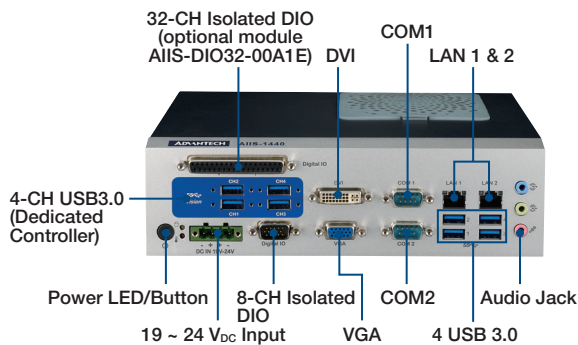 32-CH Isolated DIO
(optional module
AIIS-DIO32-00A1E)
DVI
COM1
LAN 1 & 2
ADVANTECH AIIS-1440
Digital IO
CH2 CH4
DVI
COM 1
LAN 1 LAN 2
4-CH USB3.0
(Dedicated
Controller)
CH1 CH3
DC IN 19V-24V
Digital IO
VGA
COM 2
Power LED/Button
8-CH Isolated
DIO
COM2
Audio Jack
19 ~ 24 VDC Input
VGA
4 USB 3.0